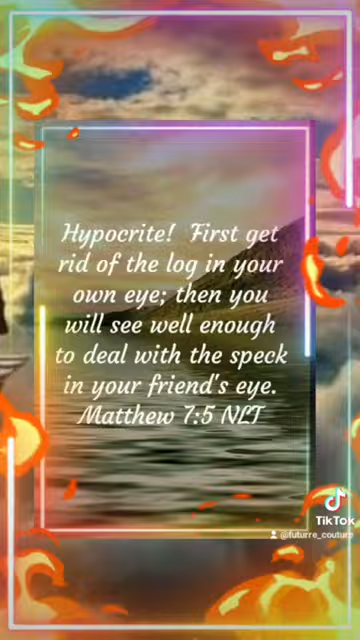 Hypocrite! First get
rid of the log in your
own eye; then you
will see well enough
to deal with the speck
in your friend's eye.
Matthew 7:5 NLT
TikTok
@futurre_couture